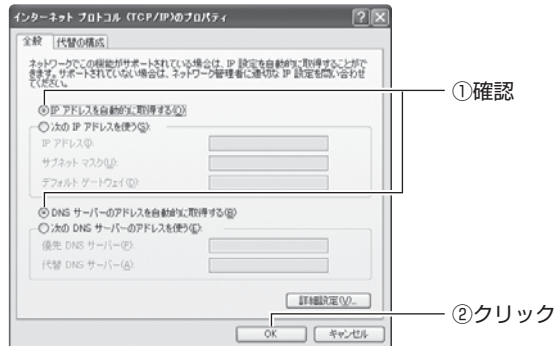 インターネット プロトコル (TCP/IP)のプロパティ
全般
代替の構成
ネットワークでこの機能がサポートされている場合は、IP 設定を自動的に取得することがで
きます。サポートされていない場合は、ネットワーク管理者に適切な IP 設定を問い合わせ
てください。
①確認
IP アドレスを自動的に取得する(O)
次の IP アドレスを使う(S):
IP アドレス(I):
サブネット マスク(U):
デフォルト ゲートウェイ(D):
DNS サーバーのアドレスを自動的に取得する(B)
次の DNS サーバーのアドレスを使う(E):
優先 DNS サーバー(P):
代替 DNS サーバー(A):
詳細設定(V)...
②クリック
OK
キャンセル